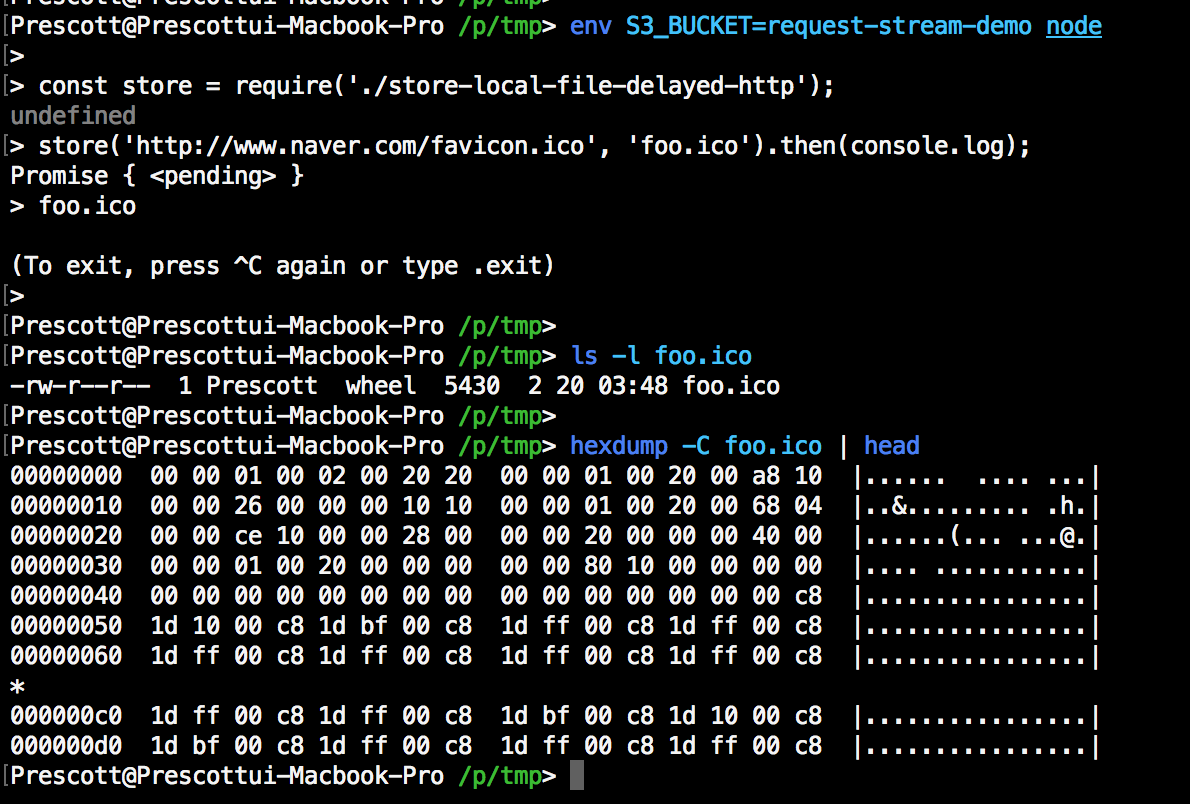 [Prescott@Prescottui-Macbook-Pro /p/tmp>
[Prescott@Prescottui-Macbook-Pro /p/tmp> env S3_BUCKET=request-stream-demo node
[>
[> const store = require('./store-local-file-delayed-http');
undefined
[> store('http://www.naver.com/favicon.ico', 'foo.ico').then(console.log);
Promise { <pending> }
> foo.ico
(To exit, press ^C again or type .exit)
[>
[Prescott@Prescottui-Macbook-Pro /p/tmp>
[Prescott@Prescottui-Macbook-Pro /p/tmp> ls -l foo.ico
-rw-r--r--  1 Prescott  wheel  5430  2 20 03:48 foo.ico
[Prescott@Prescottui-Macbook-Pro /p/tmp>
[Prescott@Prescottui-Macbook-Pro /p/tmp> hexdump -C foo.ico | head
00000000  00 00 01 00 02 00 20 20  00 00 01 00 20 00 a8 10  |......  .... ...|
00000010  00 00 26 00 00 00 10 10  00 00 01 00 20 00 68 04  |..&......... .h.|
00000020  00 00 ce 10 00 00 28 00  00 00 20 00 00 00 40 00  |......(... ...@.|
00000030  00 00 01 00 20 00 00 00  00 00 80 10 00 00 00 00  |.... ...........|
00000040  00 00 00 00 00 00 00 00  00 00 00 00 00 00 00 c8  |................|
00000050  1d 10 00 c8 1d bf 00 c8  1d ff 00 c8 1d ff 00 c8  |................|
00000060  1d ff 00 c8 1d ff 00 c8  1d ff 00 c8 1d ff 00 c8  |................|
*
000000c0  1d ff 00 c8 1d ff 00 c8  1d bf 00 c8 1d 10 00 c8  |................|
000000d0  1d bf 00 c8 1d ff 00 c8  1d ff 00 c8 1d ff 00 c8  |................|
[Prescott@Prescottui-Macbook-Pro /p/tmp>